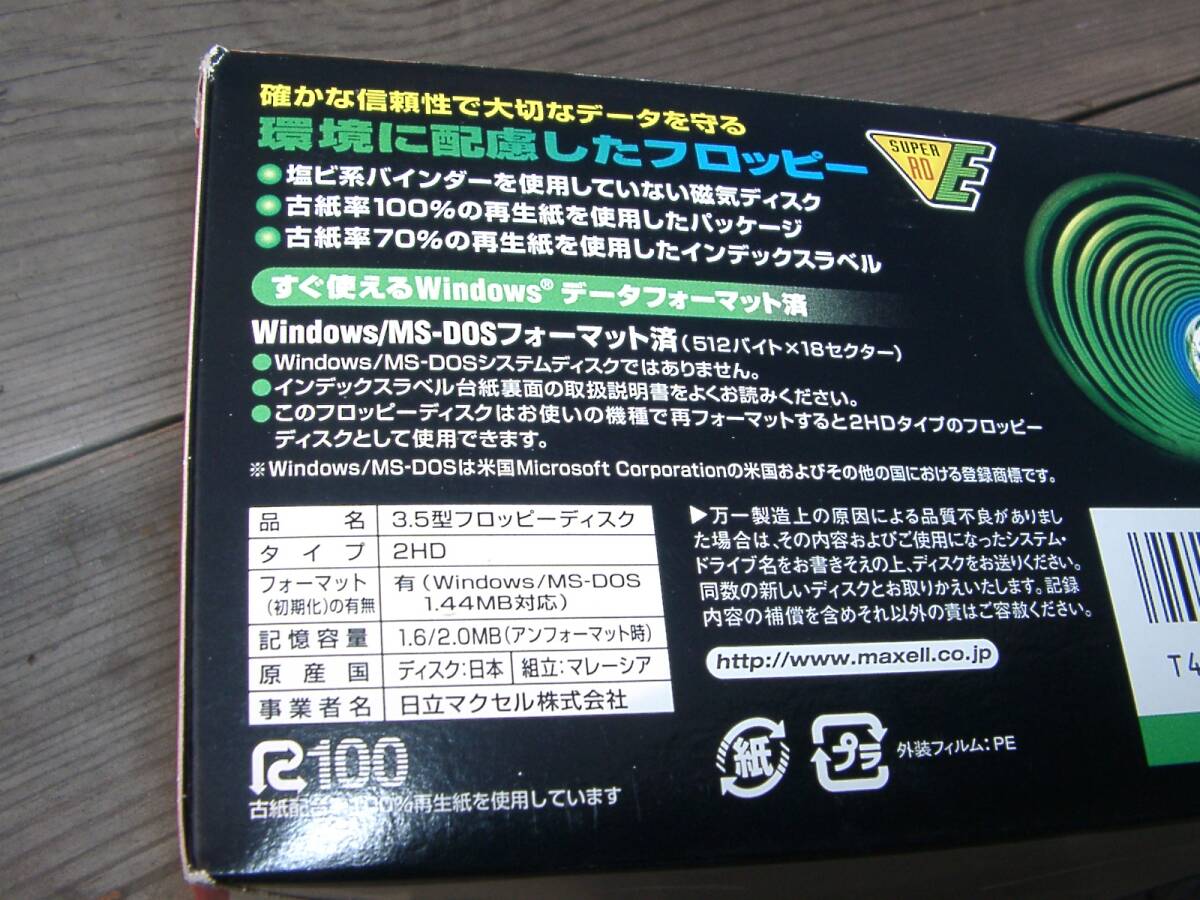 確かな信頼性で大切なデータを守る
環境に配慮したフロッピー
SUPER
RD
E
●塩ビ系バインダーを使用していない磁気ディスク
●古紙率100%の再生紙を使用したパッケージ
●古紙率70%の再生紙を使用したインデックスラベル
すぐ使えるWindows® データフォーマット済
Windows/MS-DOSフォーマット済(512バイト×18セクター)
●Windows/MS-DOSシステムディスクではありません。
●インデックスラベル台紙裏面の取扱説明書をよくお読みください。
●このフロッピーディスクはお使いの機種で再フォーマットすると2HDタイプのフロッピー
ディスクとして使用できます。
※Windows/MS-DOSは米国Microsoft Corporationの米国およびその他の国における登録商標です。
品名 3.5型フロッピーディスク
タイプ 2HD
フォーマット
(初期化)の有無
有(Windows/MS-DOS
1.44MB対応)
記憶容量 1.6/2.0MB(アンフォーマット時)
原産国 ディスク:日本 組立:マレーシア
事業者名 日立マクセル株式会社
▶万一製造上の原因による品質不良がありまし
た場合は、その内容およびご使用になったシステム・
ドライブ名をお書きそえの上、ディスクをお送りください。
同数の新しいディスクとお取りかえいたします。記録
内容の補償を含めそれ以外の責はご容赦ください。
http://www.maxell.co.jp
紙
プラ
外装フィルム:PE
R100
古紙配合率100%再生紙を使用しています
T4